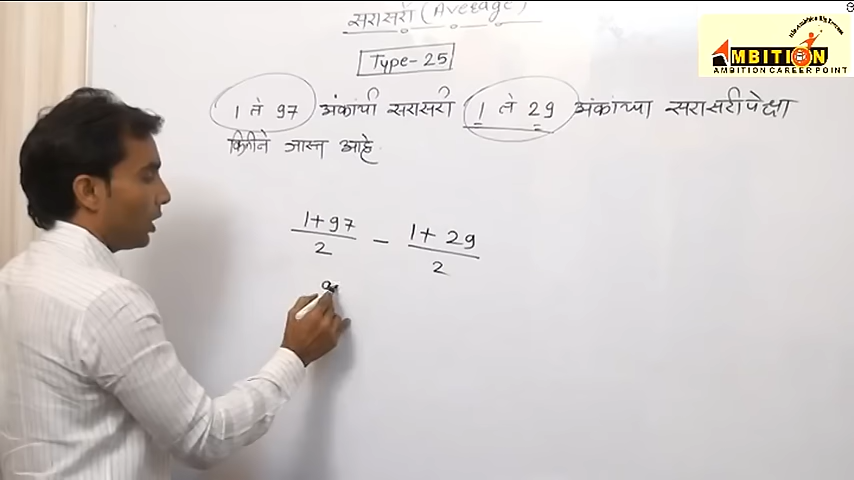 सरासरी (Average)
Type-25
1 ते 97 अंकांची सरासरी 1 ते 29 अंकांच्या सरासरीपेक्षा
कितीने जास्त आहे.
1+97 / 2 - 1+29 / 2
9
AMBITION
AMBITION CAREER POINT